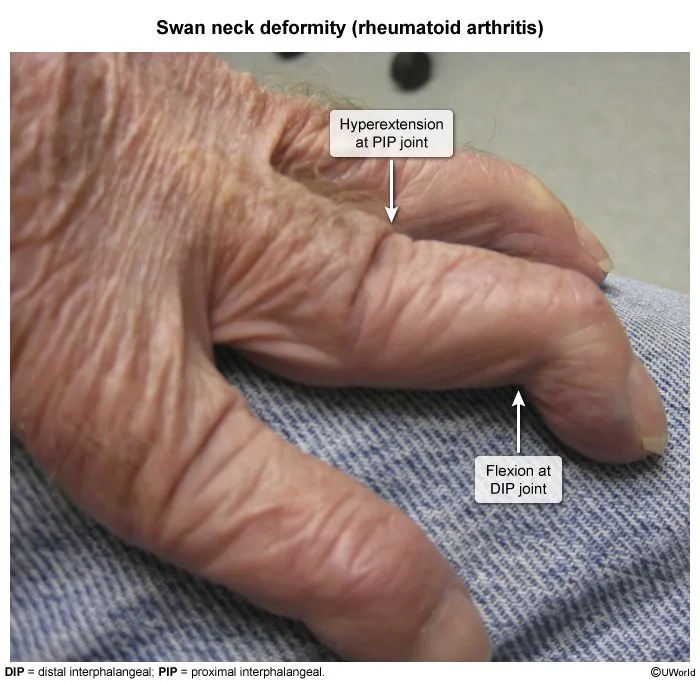 Swan neck deformity (rheumatoid arthritis)
Hyperextension
at PIP joint
Flexion at
DIP joint
DIP = distal interphalangeal; PIP = proximal interphalangeal.
©UWorld